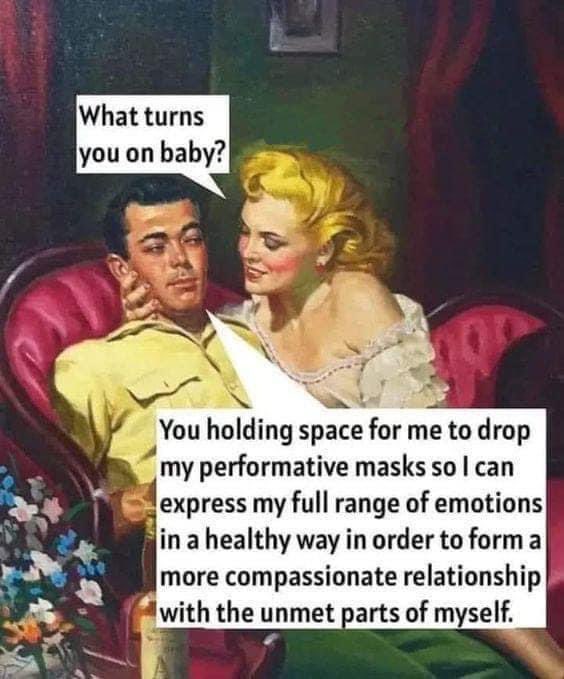 What turns
you on baby?
You holding space for me to drop
my performative masks so I can
express my full range of emotions
in a healthy way in order to form a
more compassionate relationship
with the unmet parts of myself.
A